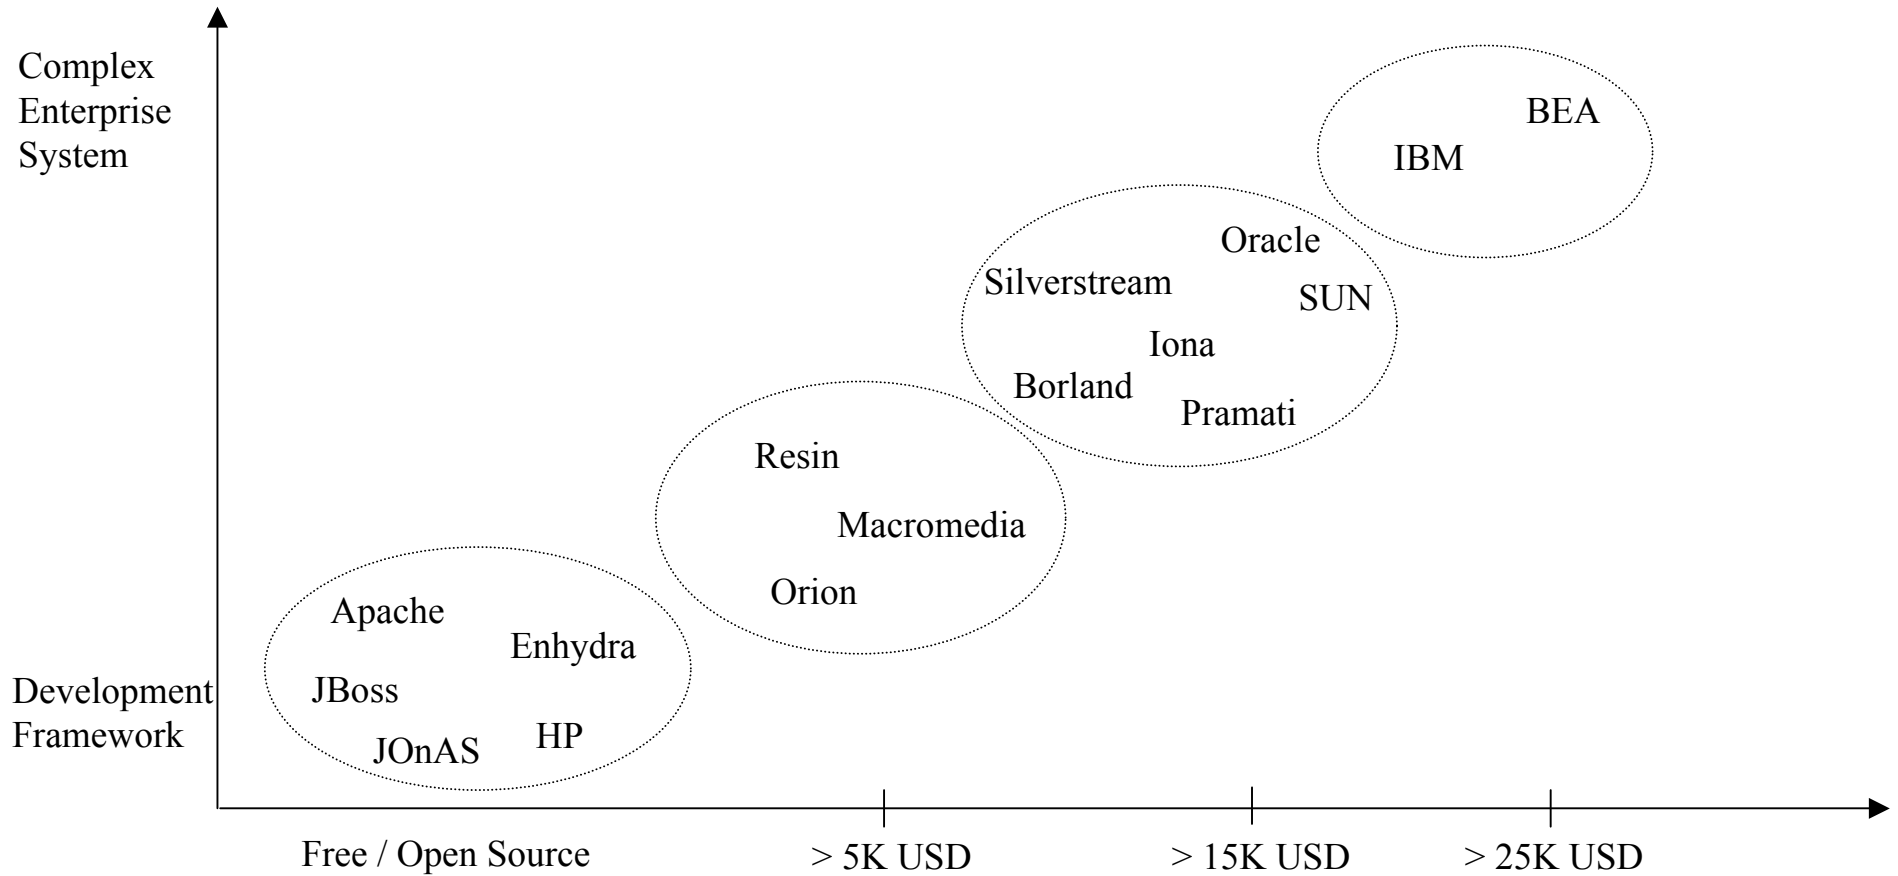 Complex
Enterprise
System
BEA
IBM
Oracle
Silverstream
SUN
Iona
Borland
Pramati
Resin
Macromedia
Orion
Apache
Enhydra
JBoss
HP
JOnAS
Development
Framework
Free / Open Source
> 5K USD
> 15K USD
> 25K USD